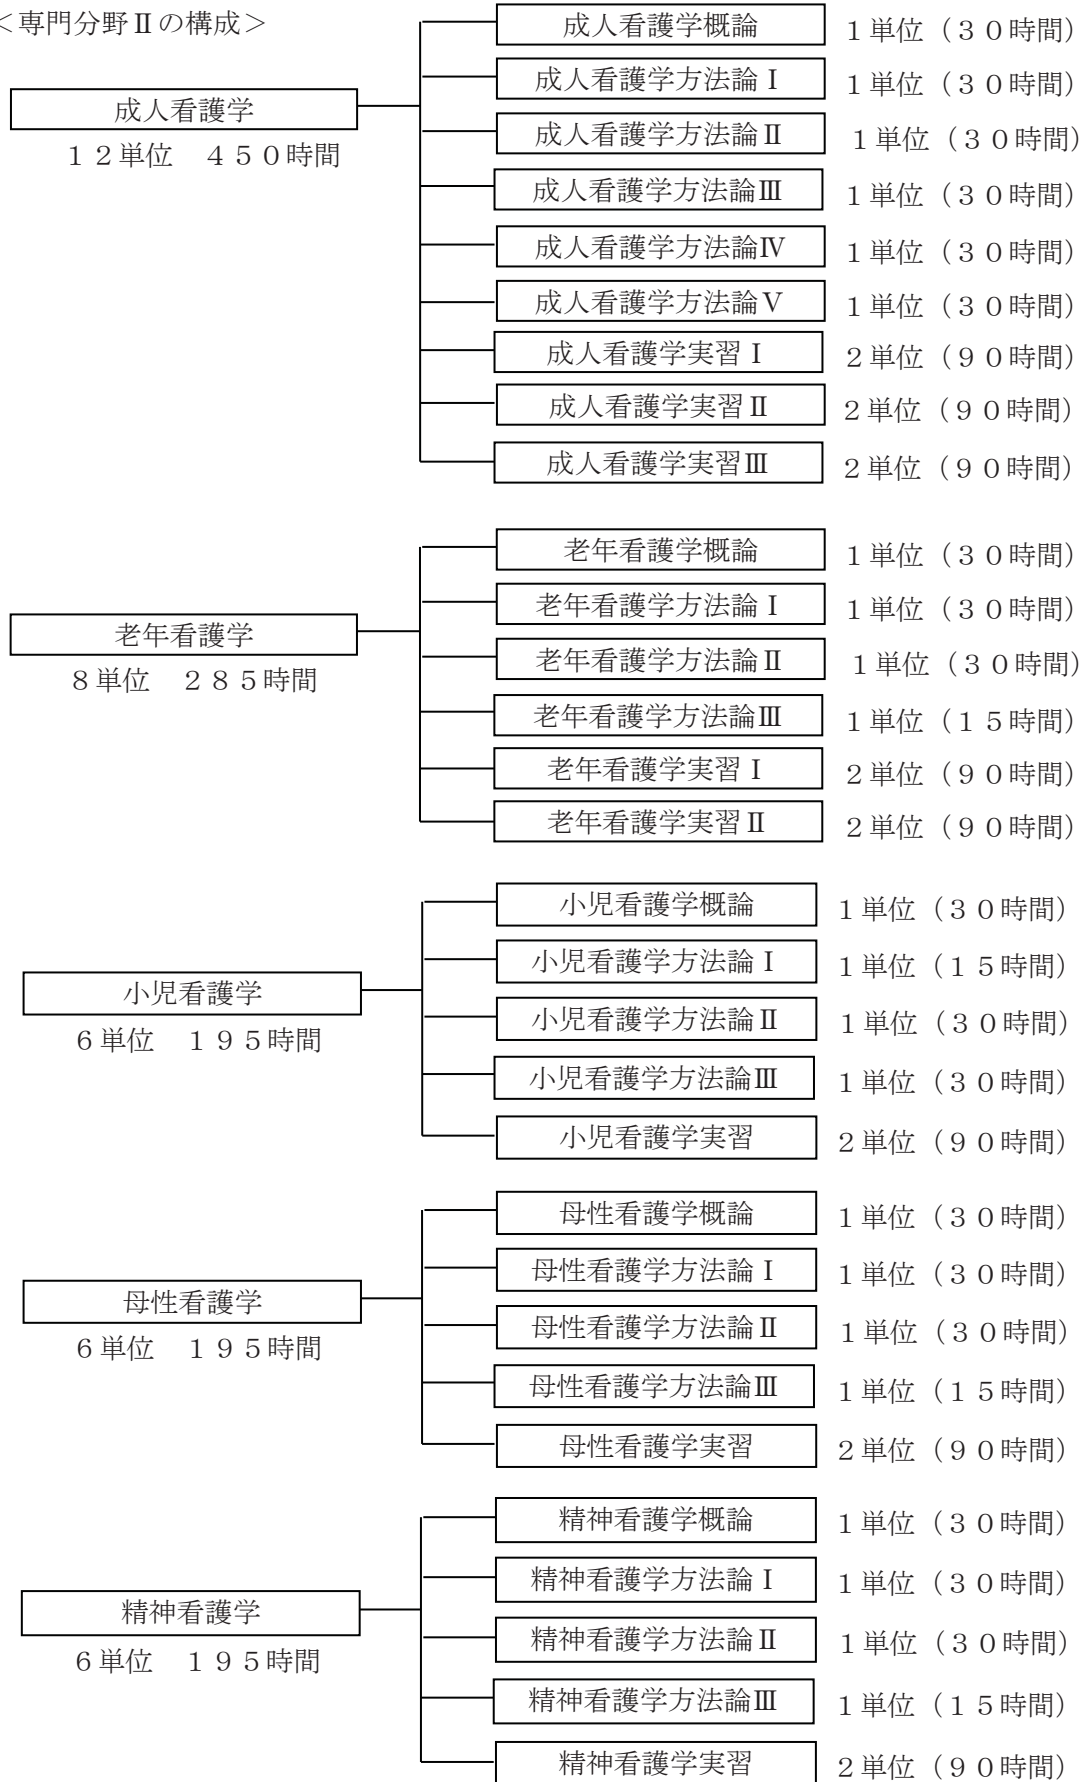 ＜専門分野Ⅱの構成＞
成人看護学
１２単位　４５０時間
成人看護学概論　１単位（３０時間）
成人看護学方法論Ⅰ　１単位（３０時間）
成人看護学方法論Ⅱ　１単位（３０時間）
成人看護学方法論Ⅲ　１単位（３０時間）
成人看護学方法論Ⅳ　１単位（３０時間）
成人看護学方法論Ⅴ　１単位（３０時間）
成人看護学実習Ⅰ　２単位（９０時間）
成人看護学実習Ⅱ　２単位（９０時間）
成人看護学実習Ⅲ　２単位（９０時間）
老年看護学
８単位　２８５時間
老年看護学概論　１単位（３０時間）
老年看護学方法論Ⅰ　１単位（３０時間）
老年看護学方法論Ⅱ　１単位（３０時間）
老年看護学方法論Ⅲ　１単位（１５時間）
老年看護学実習Ⅰ　２単位（９０時間）
老年看護学実習Ⅱ　２単位（９０時間）
小児看護学
６単位　１９５時間
小児看護学概論　１単位（３０時間）
小児看護学方法論Ⅰ　１単位（１５時間）
小児看護学方法論Ⅱ　１単位（３０時間）
小児看護学方法論Ⅲ　１単位（３０時間）
小児看護学実習　２単位（９０時間）
母性看護学
６単位　１９５時間
母性看護学概論　１単位（３０時間）
母性看護学方法論Ⅰ　１単位（３０時間）
母性看護学方法論Ⅱ　１単位（３０時間）
母性看護学方法論Ⅲ　１単位（１５時間）
母性看護学実習　２単位（９０時間）
精神看護学
６単位　１９５時間
精神看護学概論　１単位（３０時間）
精神看護学方法論Ⅰ　１単位（３０時間）
精神看護学方法論Ⅱ　１単位（３０時間）
精神看護学方法論Ⅲ　１単位（１５時間）
精神看護学実習　２単位（９０時間）